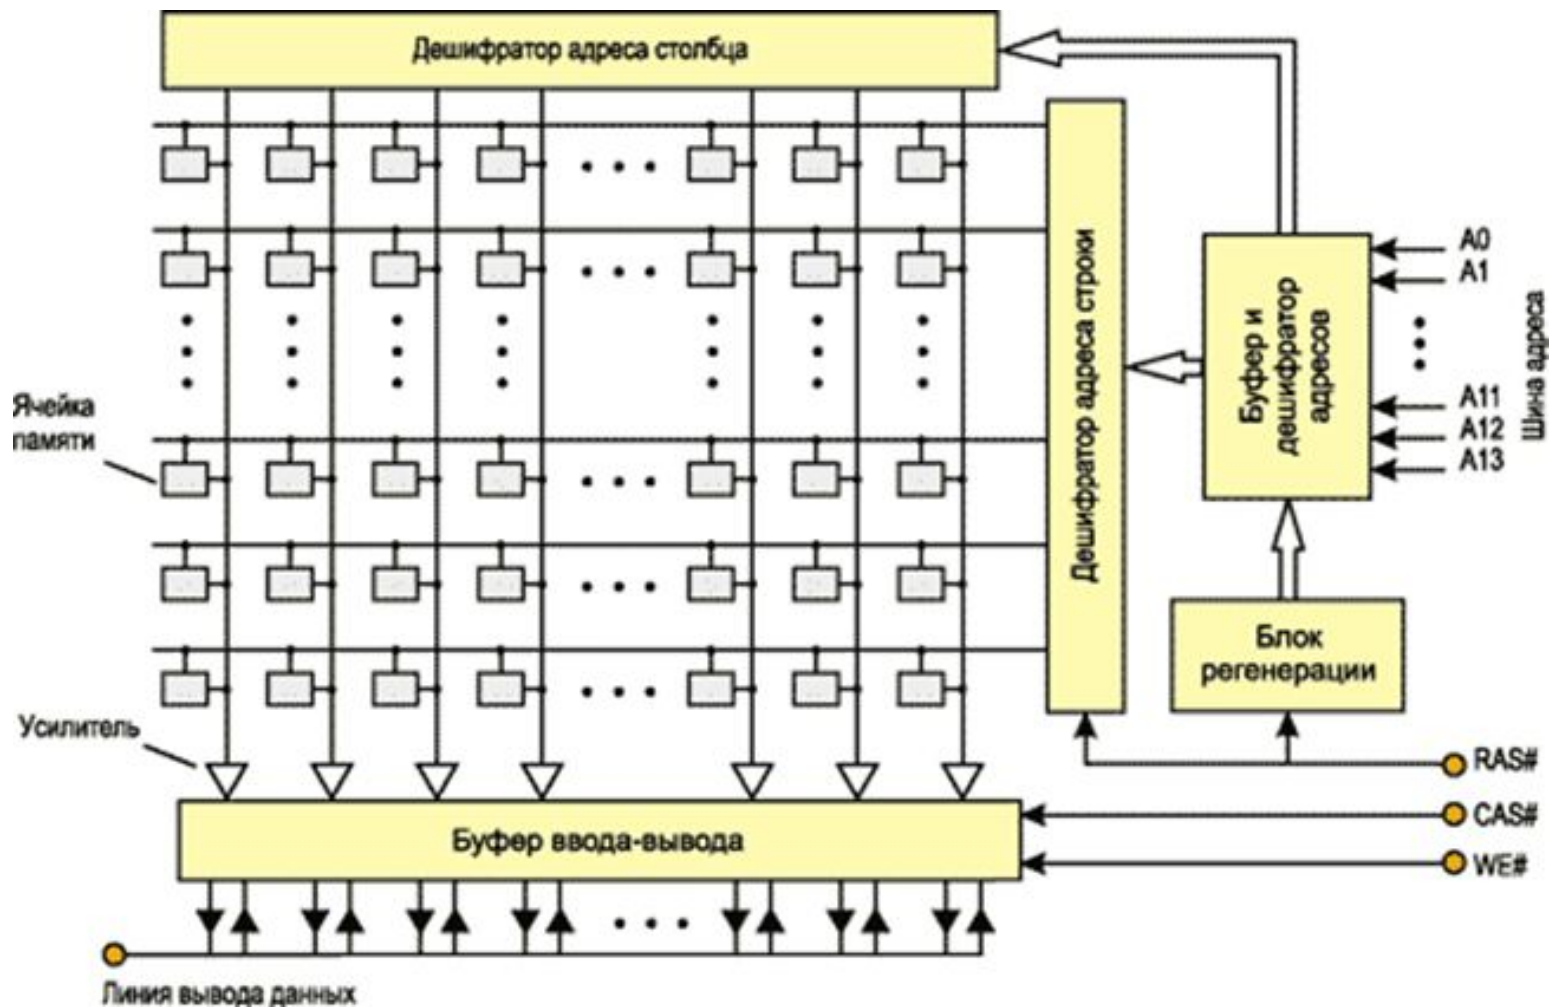 Дешифратор адреса столбца
Дешифратор адреса строки
Буфер и
дешифратор
адресов
A0
A1
A11
A12
A13
Шина адреса
Ячейка
памяти
Блок
регенерации
Усилитель
RAS#
CAS#
WE#
Буфер ввода-вывода
Линия вывода данных